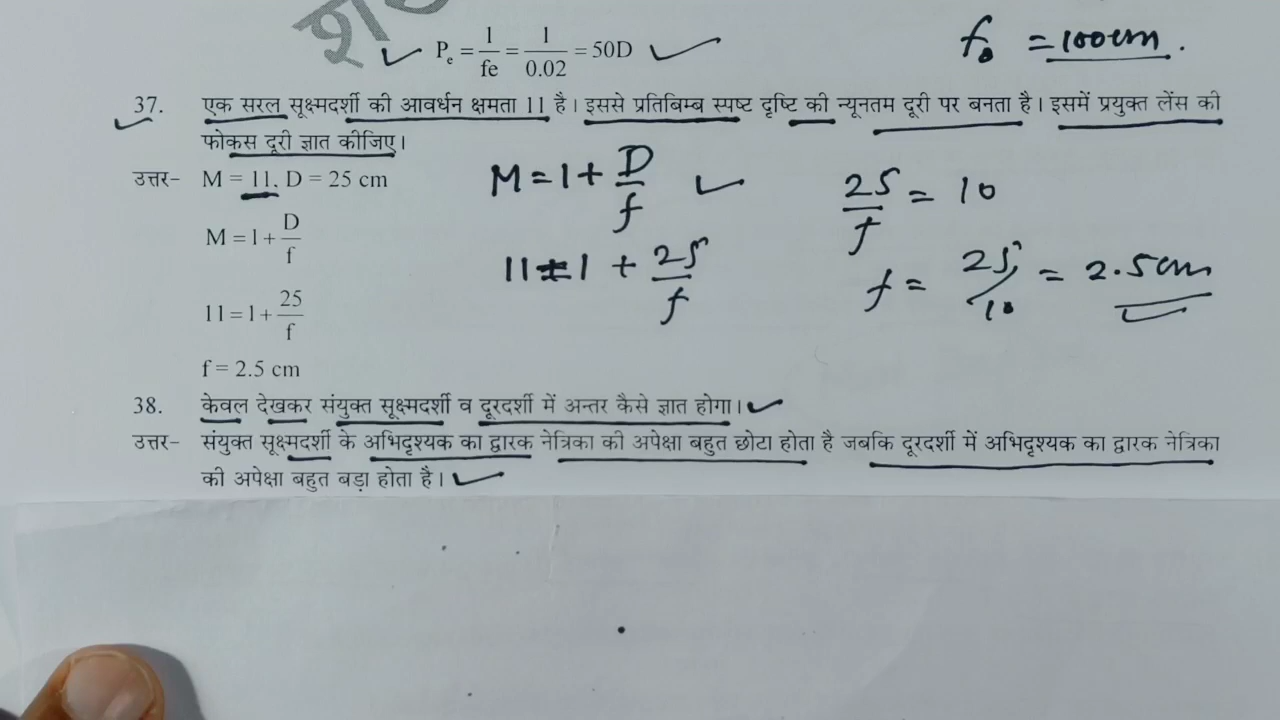 श
P_e = 1/fe = 1/0.02 = 50D
f_o = 100cm.
37. एक सरल सूक्ष्मदर्शी की आवर्धन क्षमता 11 है। इससे प्रतिबिम्ब स्पष्ट दृष्टि की न्यूनतम दूरी पर बनता है। इसमें प्रयुक्त लेंस की
फोकस दूरी ज्ञात कीजिए।
उत्तर- M = 11, D = 25 cm
M = 1 + D/f
11 = 1 + 25/f
f = 2.5 cm
M = 1 + D/f
11 = 1 + 25/f
25/f = 10
f = 25/10 = 2.5cm
38. केवल देखकर संयुक्त सूक्ष्मदर्शी व दूरदर्शी में अन्तर कैसे ज्ञात होगा।
उत्तर- संयुक्त सूक्ष्मदर्शी के अभिदृश्यक का द्वारक नेत्रिका की अपेक्षा बहुत छोटा होता है जबकि दूरदर्शी में अभिदृश्यक का द्वारक नेत्रिका
की अपेक्षा बहुत बड़ा होता है।